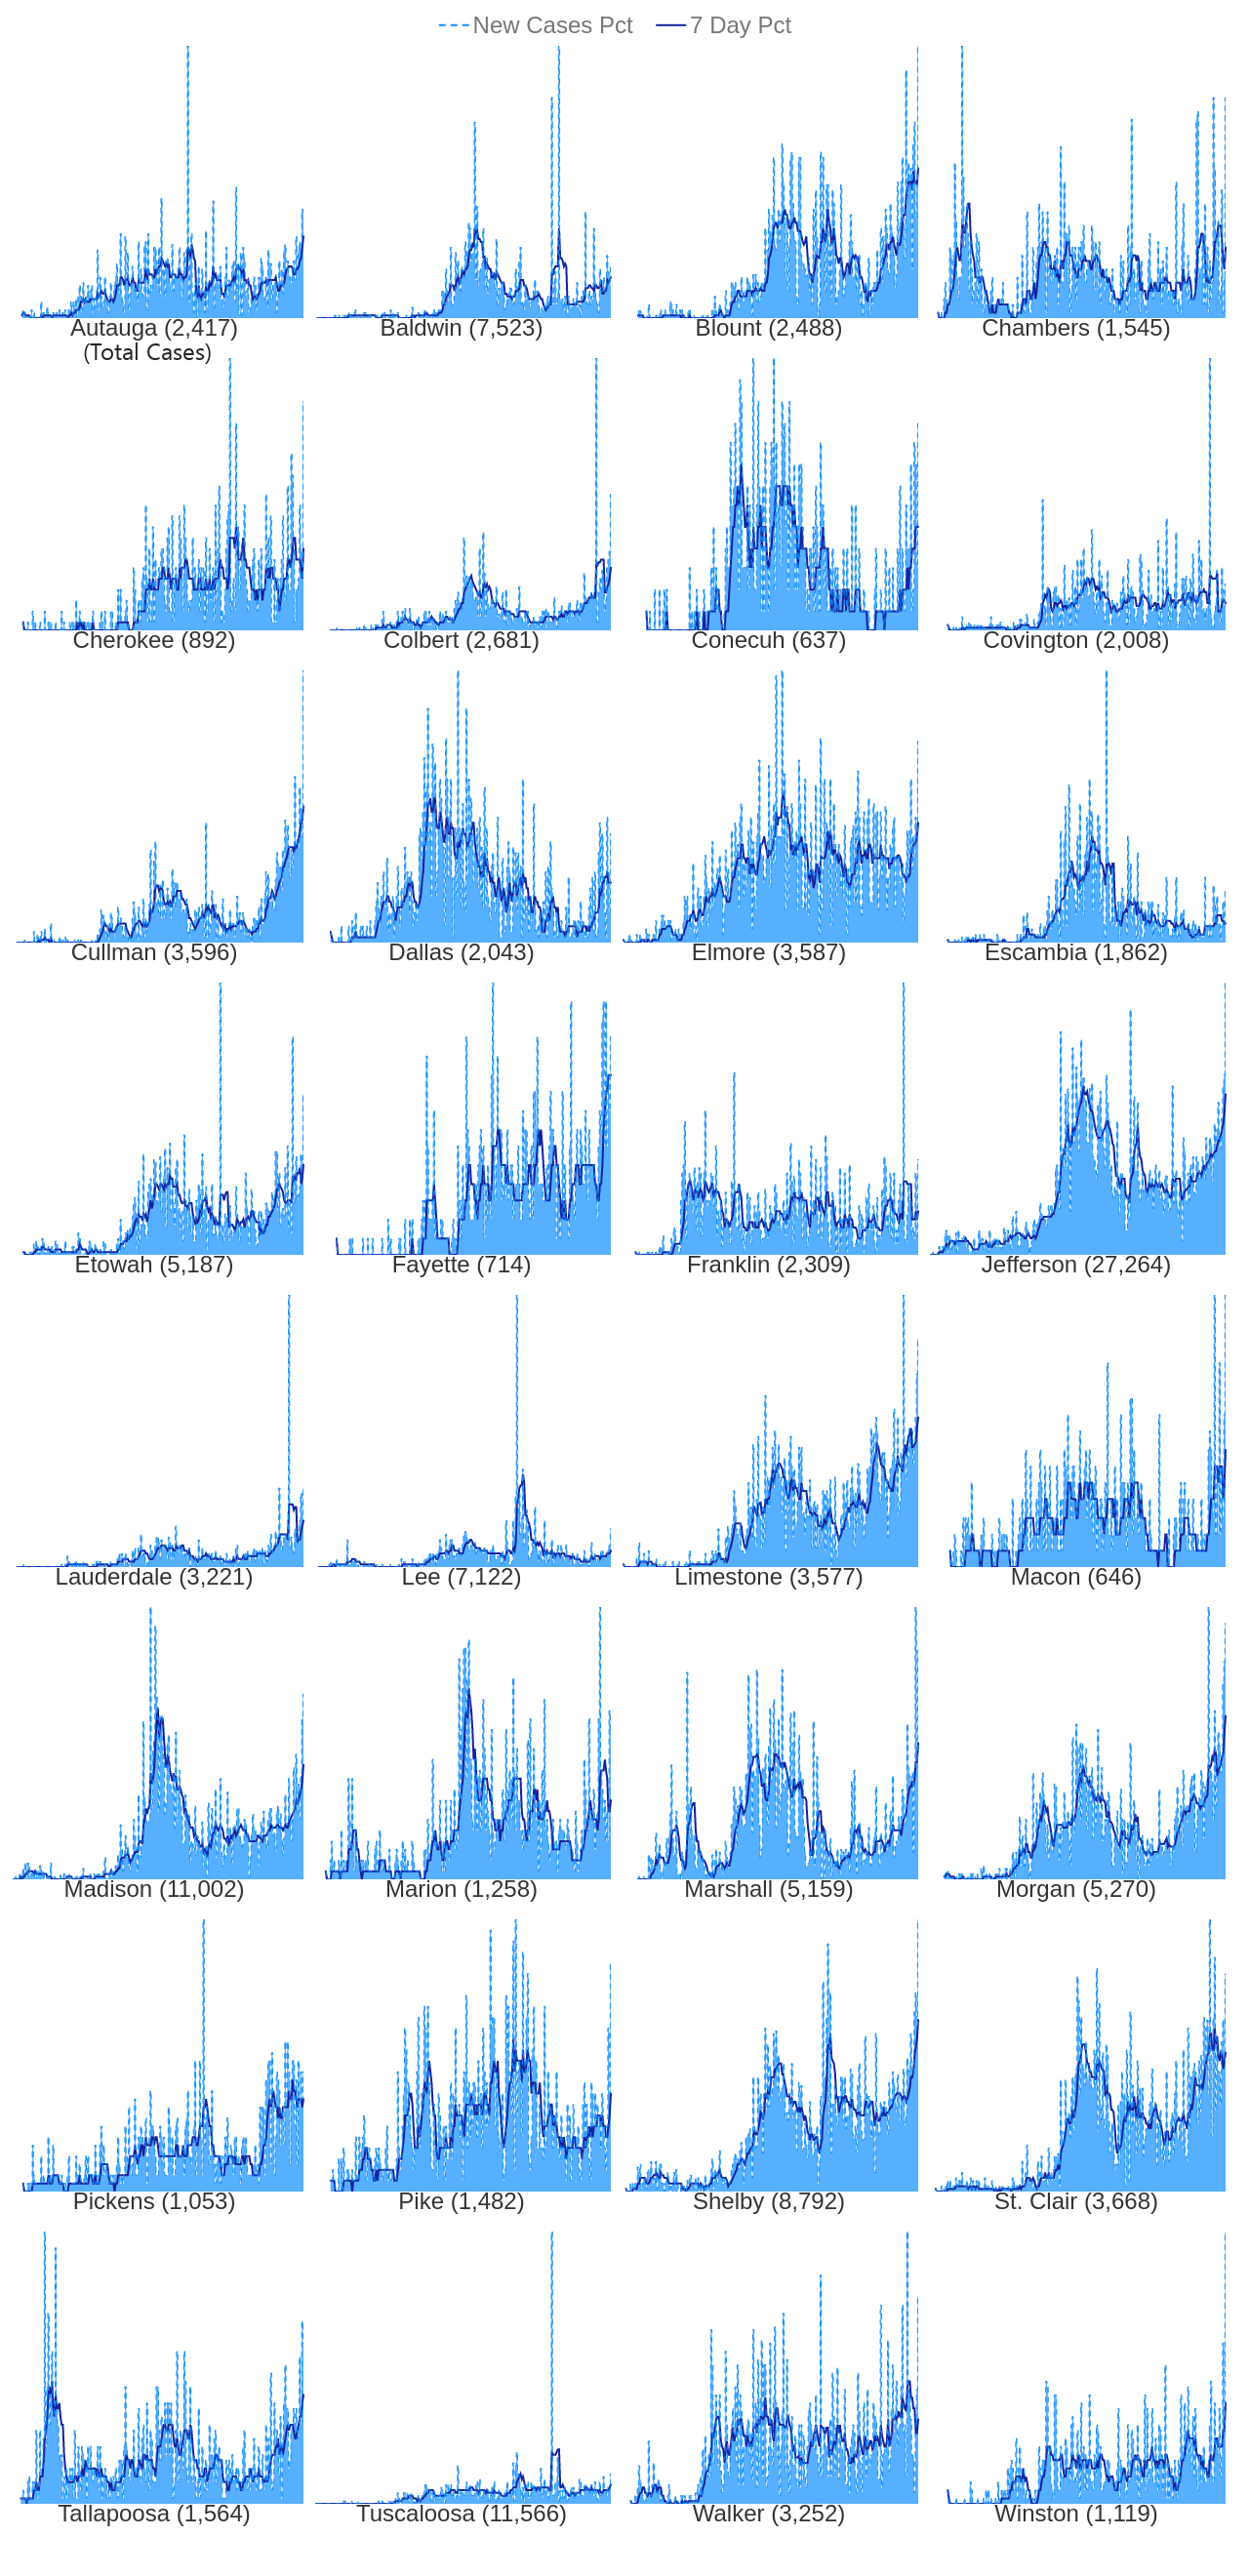 New Cases Pct 7 Day Pct
Autauga (2,417) Baldwin (7,523) Blount (2,488) Chambers (1,545)
(Total Cases)
Cherokee (892) Colbert (2,681) Conecuh (637) Covington (2,008)
Cullman (3,596) Dallas (2,043) Elmore (3,587) Escambia (1,862)
Etowah (5,187) Fayette (714) Franklin (2,309) Jefferson (27,264)
Lauderdale (3,221) Lee (7,122) Limestone (3,577) Macon (646)
Madison (11,002) Marion (1,258) Marshall (5,159) Morgan (5,270)
Pickens (1,053) Pike (1,482) Shelby (8,792) St. Clair (3,668)
Tallapoosa (1,564) Tuscaloosa (11,566) Walker (3,252) Winston (1,119)